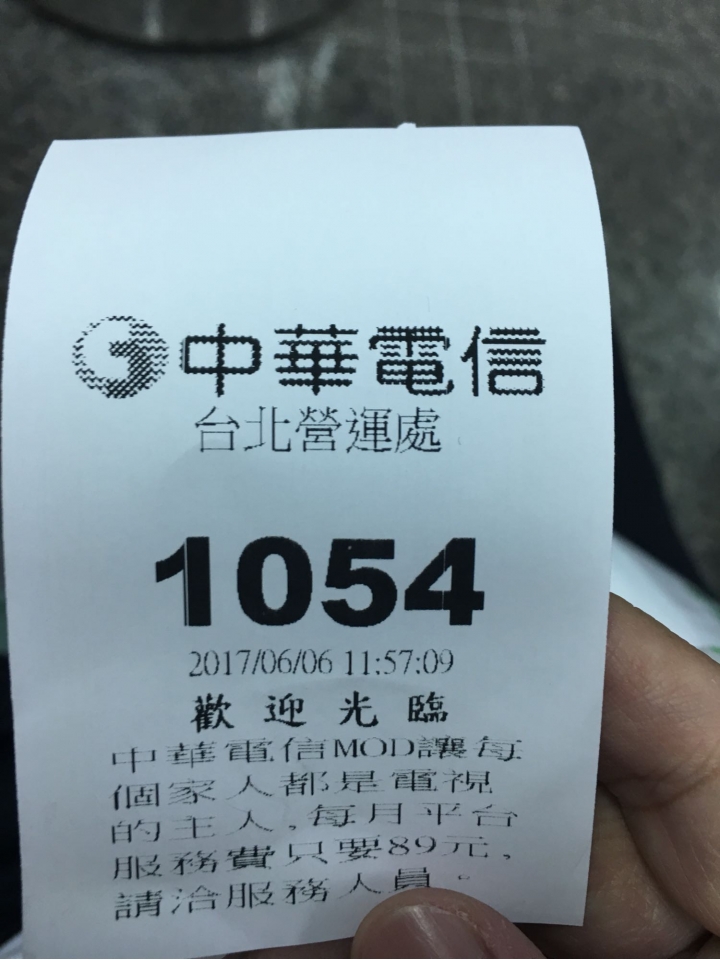 中華電信
台北營運處
1054
2017/06/06 11:57:09
歡迎光臨
中華電信MOD讓每
個家人都是電視
的主人,每月平台
服務費只要89元,
請洽服務人員。